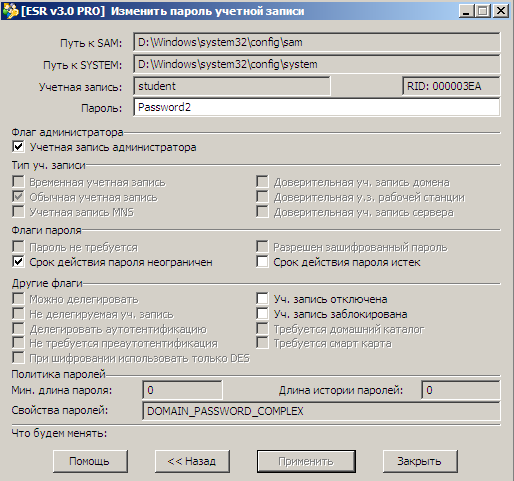 [ESR v3.0 PRO] Изменить пароль учетной записи
Путь к SAM: D:\Windows\system32\config\sam
Путь к SYSTEM: D:\Windows\system32\config\system
Учетная запись: student RID: 000003EA
Пароль: Password2
Флаг администратора
Учетная запись администратора
Тип уч. записи
Временная учетная запись Доверительная уч. запись домена
Обычная учетная запись Доверительная у.з. рабочей станции
Учетная запись MNS Доверительная уч. запись сервера
Флаги пароля
Пароль не требуется Разрешен зашифрованный пароль
Срок действия пароля неограничен Срок действия пароля истек
Другие флаги
Можно делегировать Уч. запись отключена
Не делегируемая уч. запись Уч. запись заблокирована
Делегировать аутотентификацию Требуется домашний каталог
Не требуется преаутотентификация Требуется смарт карта
При шифровании использовать только DES
Политика паролей
Мин. длина пароля: 0 Длина истории паролей: 0
Свойства паролей: DOMAIN_PASSWORD_COMPLEX
Что будем менять:
Помощь << Назад Применить Закрыть